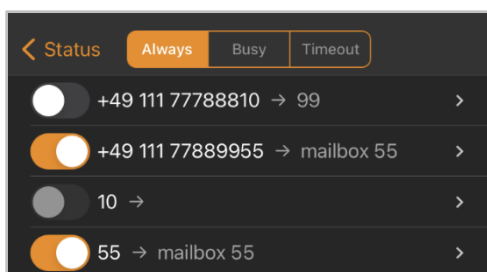 Status Always Busy Timeout
+49 111 77788810 → 99
+49 111 77889955 → mailbox 55
10 →
55 → mailbox 55